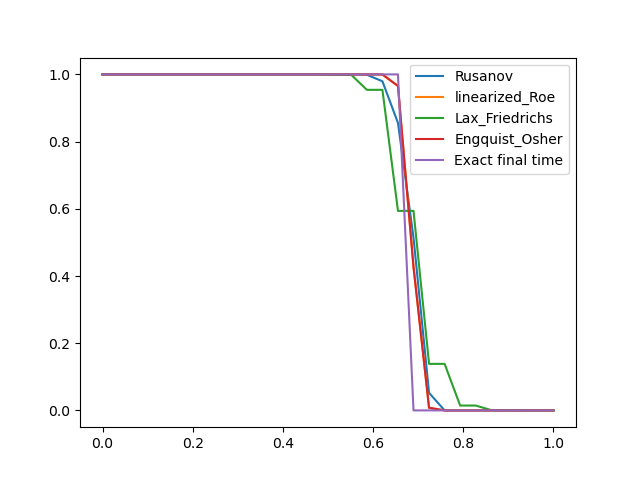 1.0
0.8
0.6
0.4
0.2
0.0
0.0 0.2 0.4 0.6 0.8 1.0
Rusanov
linearized_Roe
Lax_Friedrichs
Engquist_Osher
Exact final time